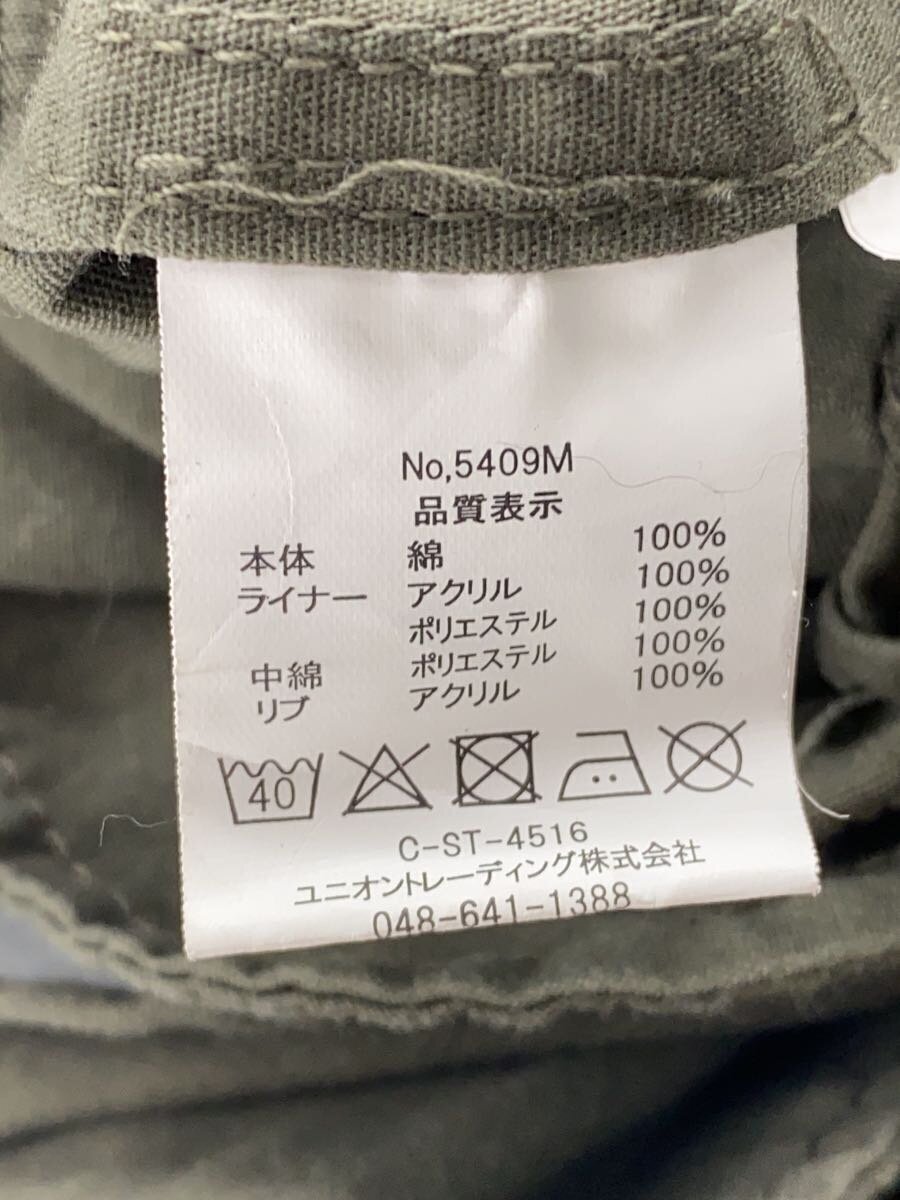 No,5409M
品質表示
本体 綿 100%
ライナー アクリル 100%
ポリエステル 100%
中綿 ポリエステル 100%
リブ アクリル 100%
40
C-ST-4516
ユニオントレーディング株式会社
048-641-1388